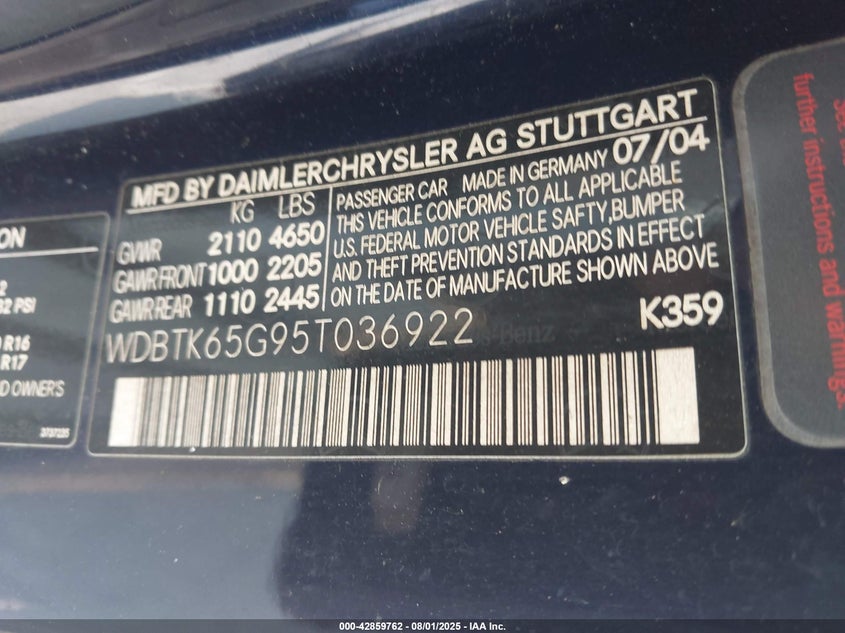 MFD BY DAIMLERCHRYSLER AG STUTTGART
KG LBS
GVWR 2110 4650
GAWR FRONT 1000 2205
GAWR REAR 1110 2445
PASSENGER CAR MADE IN GERMANY 07/04
THIS VEHICLE CONFORMS TO ALL APPLICABLE
U.S. FEDERAL MOTOR VEHICLE SAFTY,BUMPER
AND THEFT PREVENTION STANDARDS IN EFFECT
ON THE DATE OF MANUFACTURE SHOWN ABOVE
WDBTK65G95T036922
K359
PSI
R16
R17
OWNER'S
3737235
further instructions and warnings.
000-42859762 - 08/01/2025 - IAA Inc.